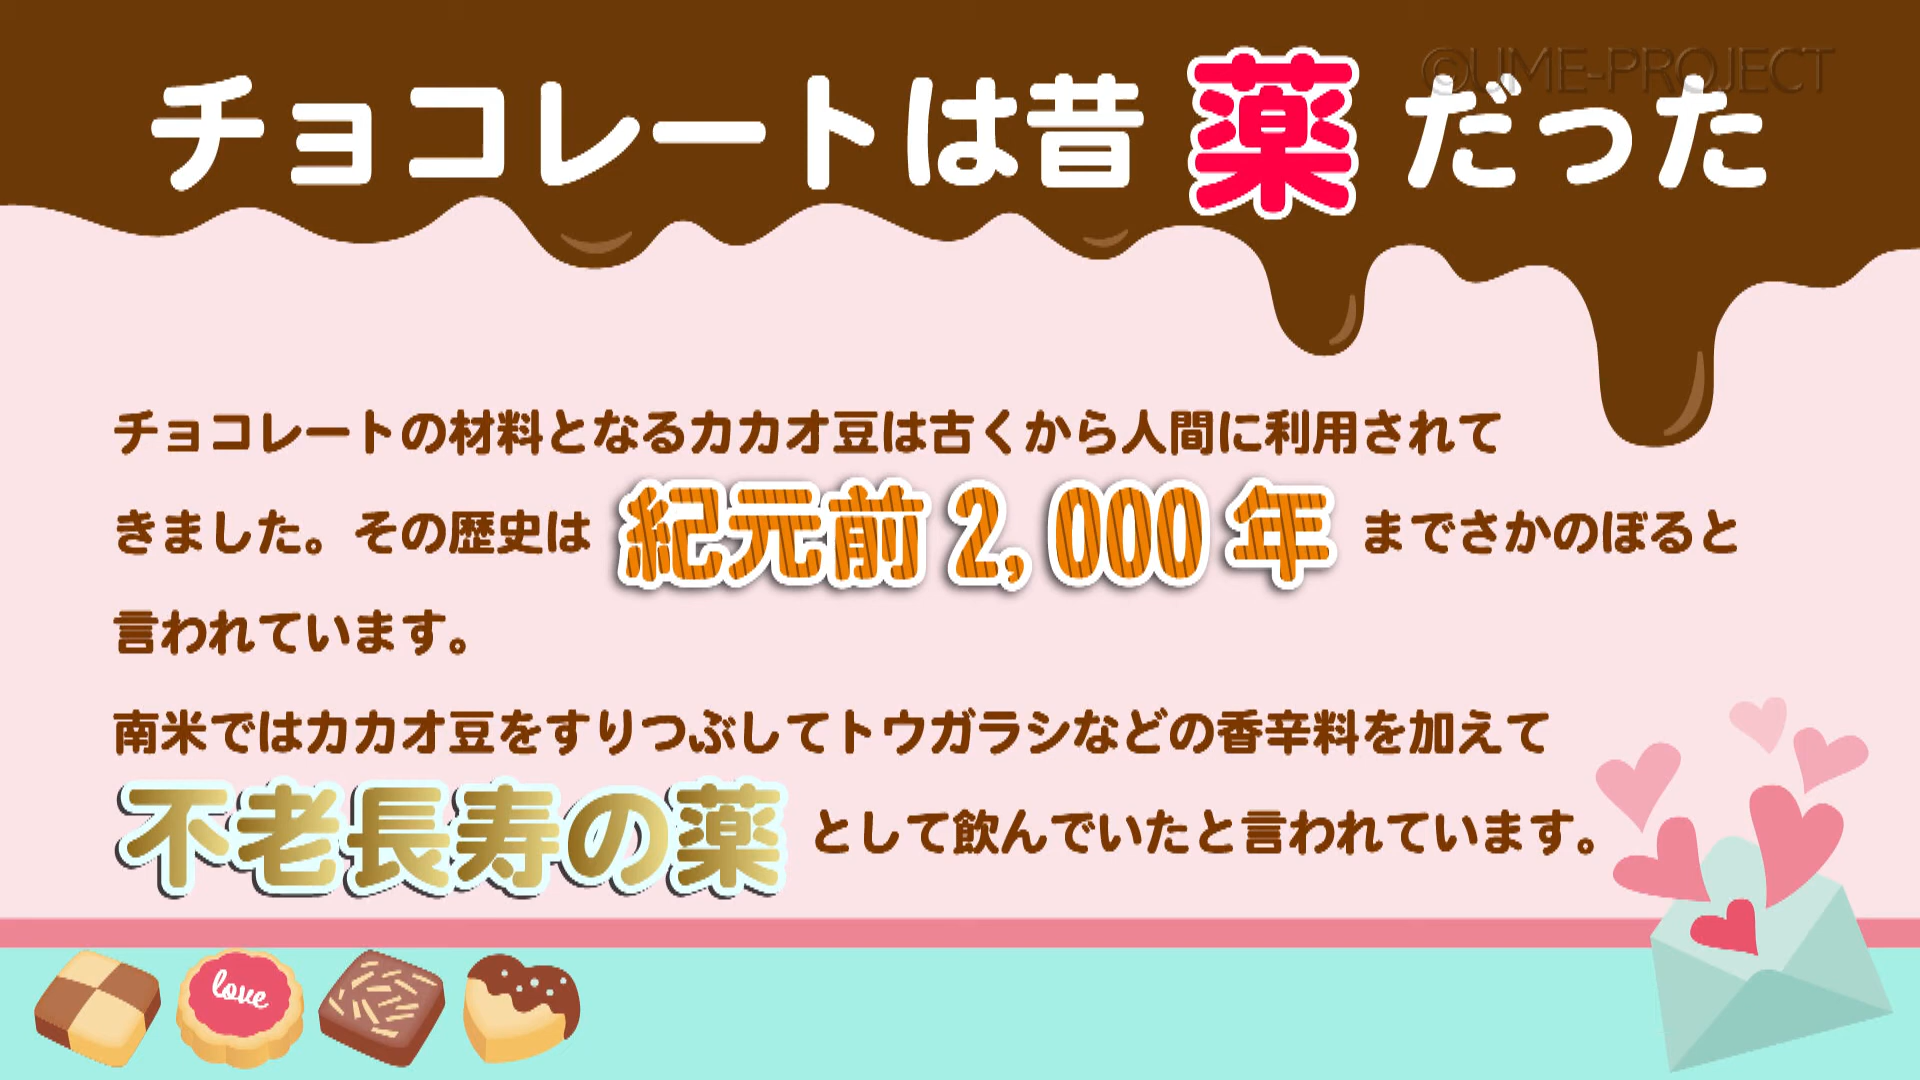 ©UME-PROJECT
チョコレートは昔 薬 だった
チョコレートの材料となるカカオ豆は古くから人間に利用されて
きました。その歴史は 紀元前2,000年 までさかのぼると
言われています。
南米ではカカオ豆をすりつぶしてトウガラシなどの香辛料を加えて
不老長寿の薬 として飲んでいたと言われています。
love